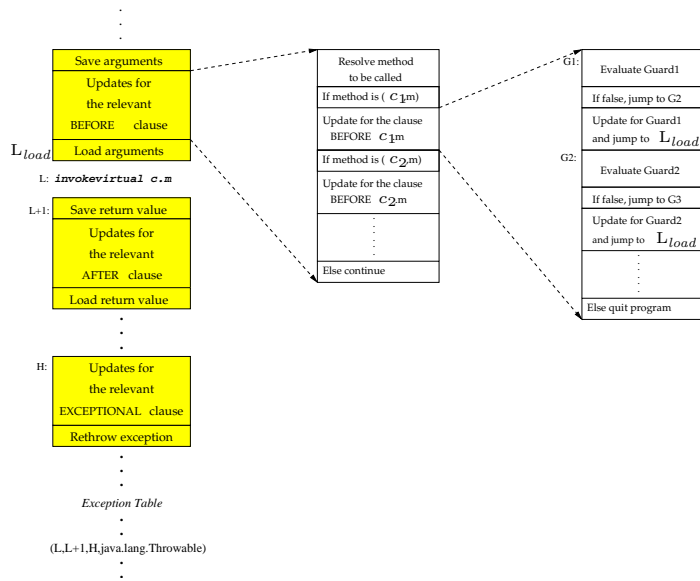 Save arguments
Updates for
the relevant
BEFORE clause
Load arguments
L_load
L: invokevirtual c.m
L+1:
Save return value
Updates for
the relevant
AFTER clause
Load return value
H:
Updates for
the relevant
EXCEPTIONAL clause
Rethrow exception
Exception Table
(L,L+1,H,java.lang.Throwable)
Resolve method
to be called
If method is ( c1,m)
Update for the clause
BEFORE c1.m
If method is ( c2,m)
Update for the clause
BEFORE c2.m
Else continue
G1:
Evaluate Guard1
If false, jump to G2
Update for Guard1
and jump to L_load
G2:
Evaluate Guard2
If false, jump to G3
Update for Guard2
and jump to L_load
Else quit program